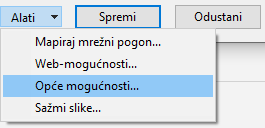 Alati Spremi Odustani
Mapiraj mrežni pogon...
Web-mogućnosti...
Opće mogućnosti...
Sažmi slike...